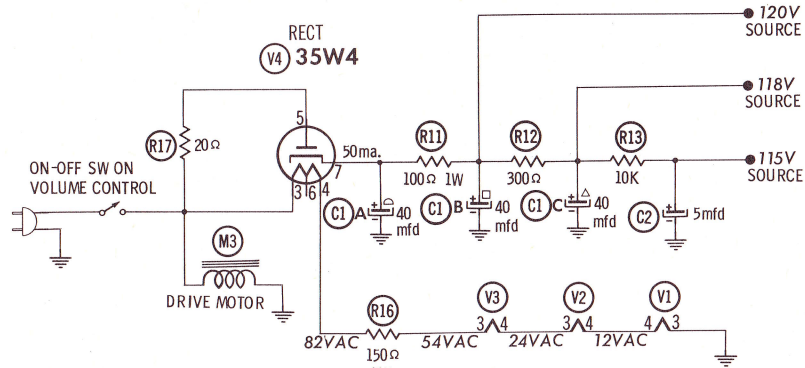 120V
SOURCE
RECT
V4 35W4
118V
SOURCE
5
R17 20Ω
R11
R12
R13
50ma.
7
115V
SOURCE
ON-OFF SW ON
VOLUME CONTROL
100Ω 1W
300Ω
10K
3 6 4
C1 A 40
mfd
C1 B 40
mfd
C1 C 40
mfd
C2 5mfd
M3
DRIVE MOTOR
R16
V3
V2
V1
3 4
3 4
4 3
82VAC
150Ω
54VAC
24VAC
12VAC